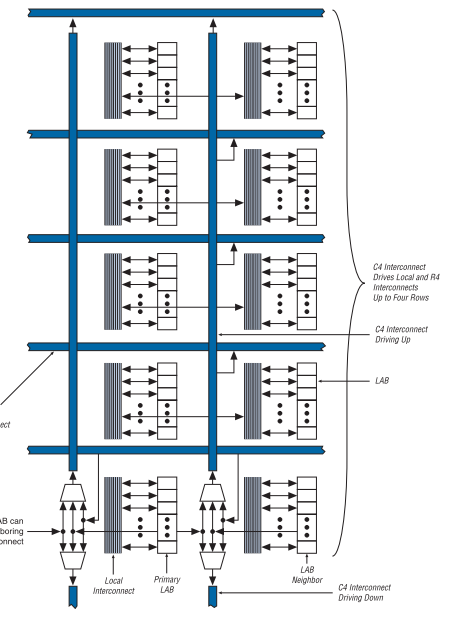 C4 Interconnect
Drives Local and R4
Interconnects
Up to Four Rows
C4 Interconnect
Driving Up
LAB
ect
AB can
boring
onnect
Local
Interconnect
Primary
LAB
LAB
Neighbor
C4 Interconnect
Driving Down